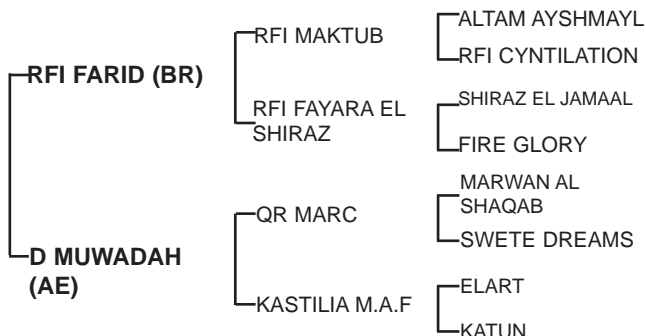 ALTAM AYSHMAYL
RFI MAKTUB
RFI CYNTILATION
RFI FARID (BR)
SHIRAZ EL JAMAAL
RFI FAYARA EL
SHIRAZ
FIRE GLORY
MARWAN AL
SHAQAB
QR MARC
SWETE DREAMS
D MUWADAH
(AE)
ELART
KASTILIA M.A.F
KATUN